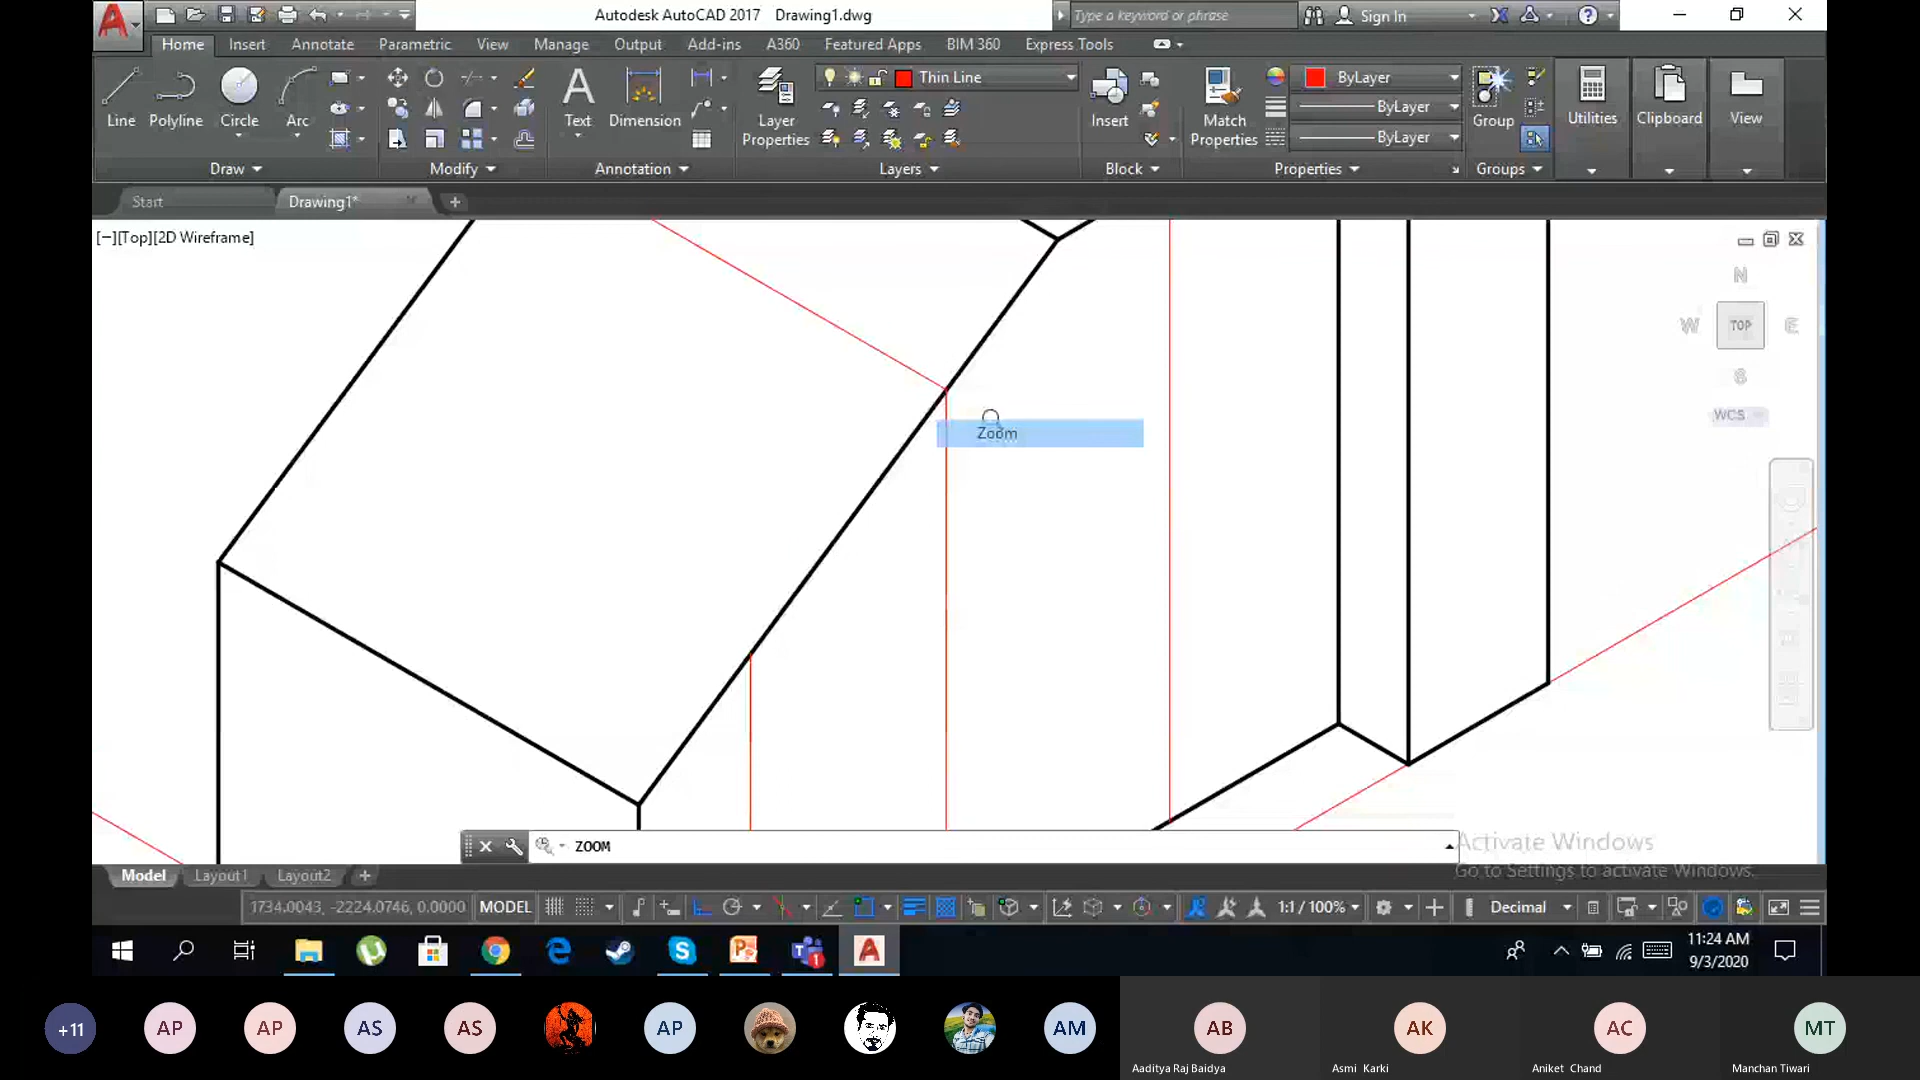 Autodesk AutoCAD 2017 Drawing1.dwg
Type a keyword or phrase
Sign In
Home Insert Annotate Parametric View Manage Output Add-ins A360 Featured Apps BIM 360 Express Tools
Line Polyline Circle Arc
Text Dimension
Layer Properties
Thin Line
Insert
Match Properties
ByLayer
ByLayer
ByLayer
Group
Utilities
Clipboard
View
Draw Modify Annotation Layers Block Properties Groups
Start Drawing1*
[−][Top][2D Wireframe]
N
W TOP E
S
WCS
Zoom
ZOOM
Activate Windows
Go to Settings to activate Windows.
Model Layout1 Layout2
1734.0043, -2224.0746, 0.0000 MODEL 1:1 / 100% Decimal
11:24 AM
9/3/2020
+11 AP AP AS AS AP AM AB AK AC MT
Aaditya Raj Baidya Asmi Karki Aniket Chand Manchan Tiwari